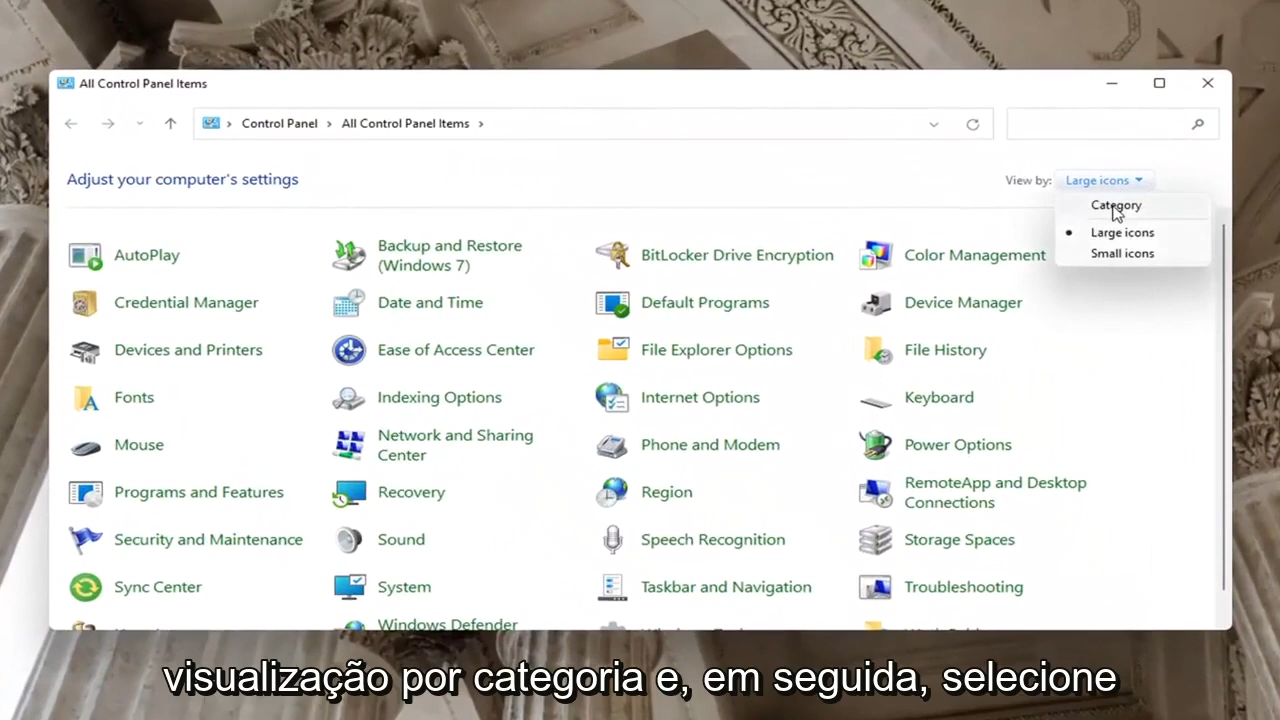 All Control Panel Items
Control Panel
All Control Panel Items
Adjust your computer's settings
View by:
Large icons
Category
Large icons
Small icons
AutoPlay
Backup and Restore
(Windows 7)
BitLocker Drive Encryption
Color Management
Credential Manager
Date and Time
Default Programs
Device Manager
Devices and Printers
Ease of Access Center
File Explorer Options
File History
Fonts
Indexing Options
Internet Options
Keyboard
Mouse
Network and Sharing
Center
Phone and Modem
Power Options
Programs and Features
Recovery
Region
RemoteApp and Desktop
Connections
Security and Maintenance
Sound
Speech Recognition
Storage Spaces
Sync Center
System
Taskbar and Navigation
Troubleshooting
Windows Defender
visualização por categoria e, em seguida, selecione